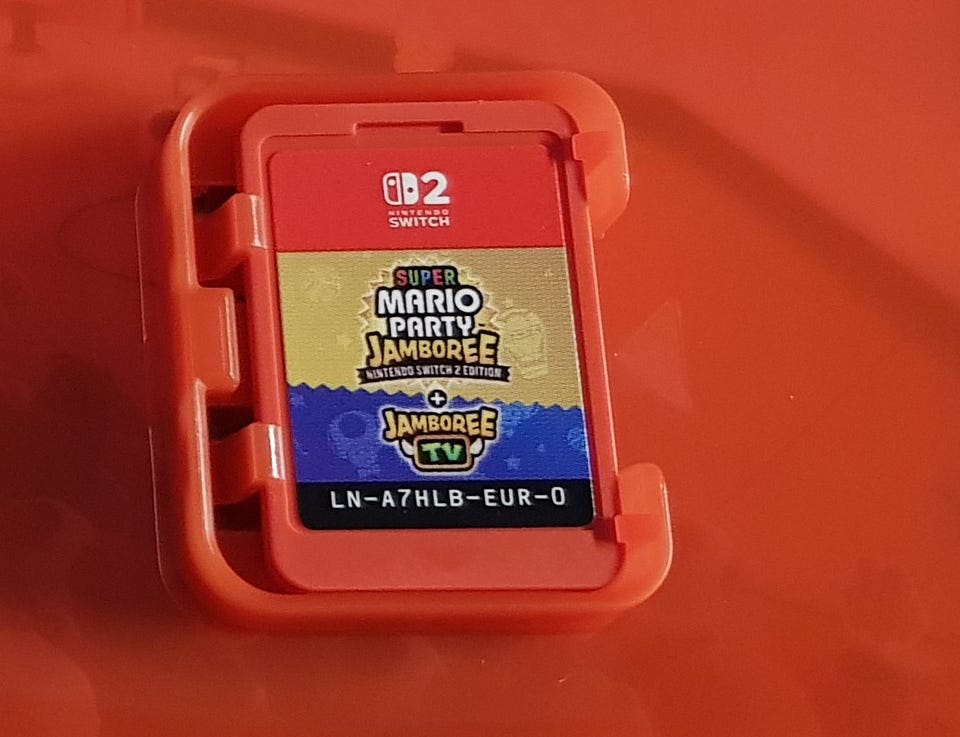 2
NINTENDO
SWITCH
SUPER
MARIO
PARTY
JAMBOREE
NINTENDO SWITCH 2 EDITION
+
JAMBOREE
TV
LN-A7HLB-EUR-0